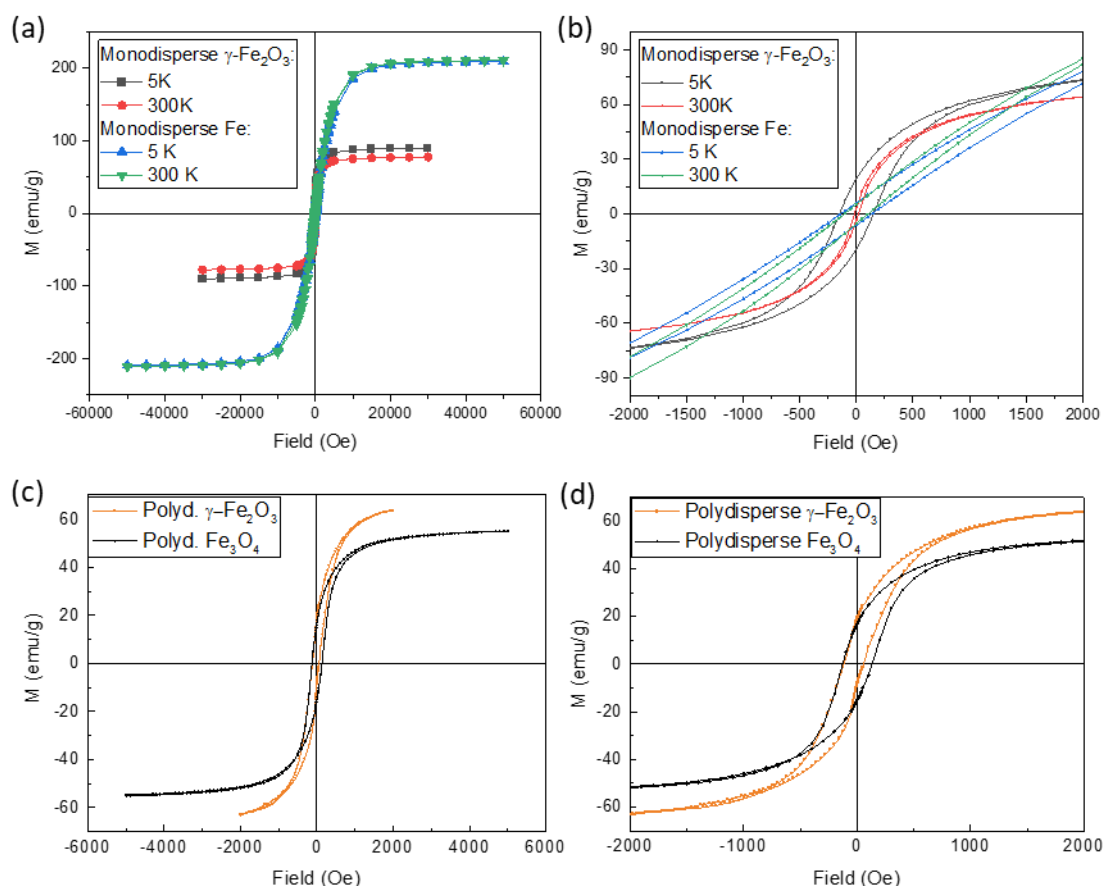 (a)
Monodisperse γ-Fe₂O₃:
5K
300K
Monodisperse Fe:
5 K
300 K
M (emu/g)
200
100
0
-100
-200
-60000 -40000 -20000 0 20000 40000 60000
Field (Oe)
(b)
Monodisperse γ-Fe₂O₃:
5K
300K
Monodisperse Fe:
5 K
300 K
M (emu/g)
90
60
30
0
-30
-60
-90
-2000 -1500 -1000 -500 0 500 1000 1500 2000
Field (Oe)
(c)
Polyd. γ–Fe₂O₃
Polyd. Fe₃O₄
M (emu/g)
60
40
20
0
-20
-40
-60
-6000 -4000 -2000 0 2000 4000 6000
Field (Oe)
(d)
Polydisperse γ–Fe₂O₃
Polydisperse Fe₃O₄
M (emu/g)
60
40
20
0
-20
-40
-60
-2000 -1000 0 1000 2000
Field (Oe)